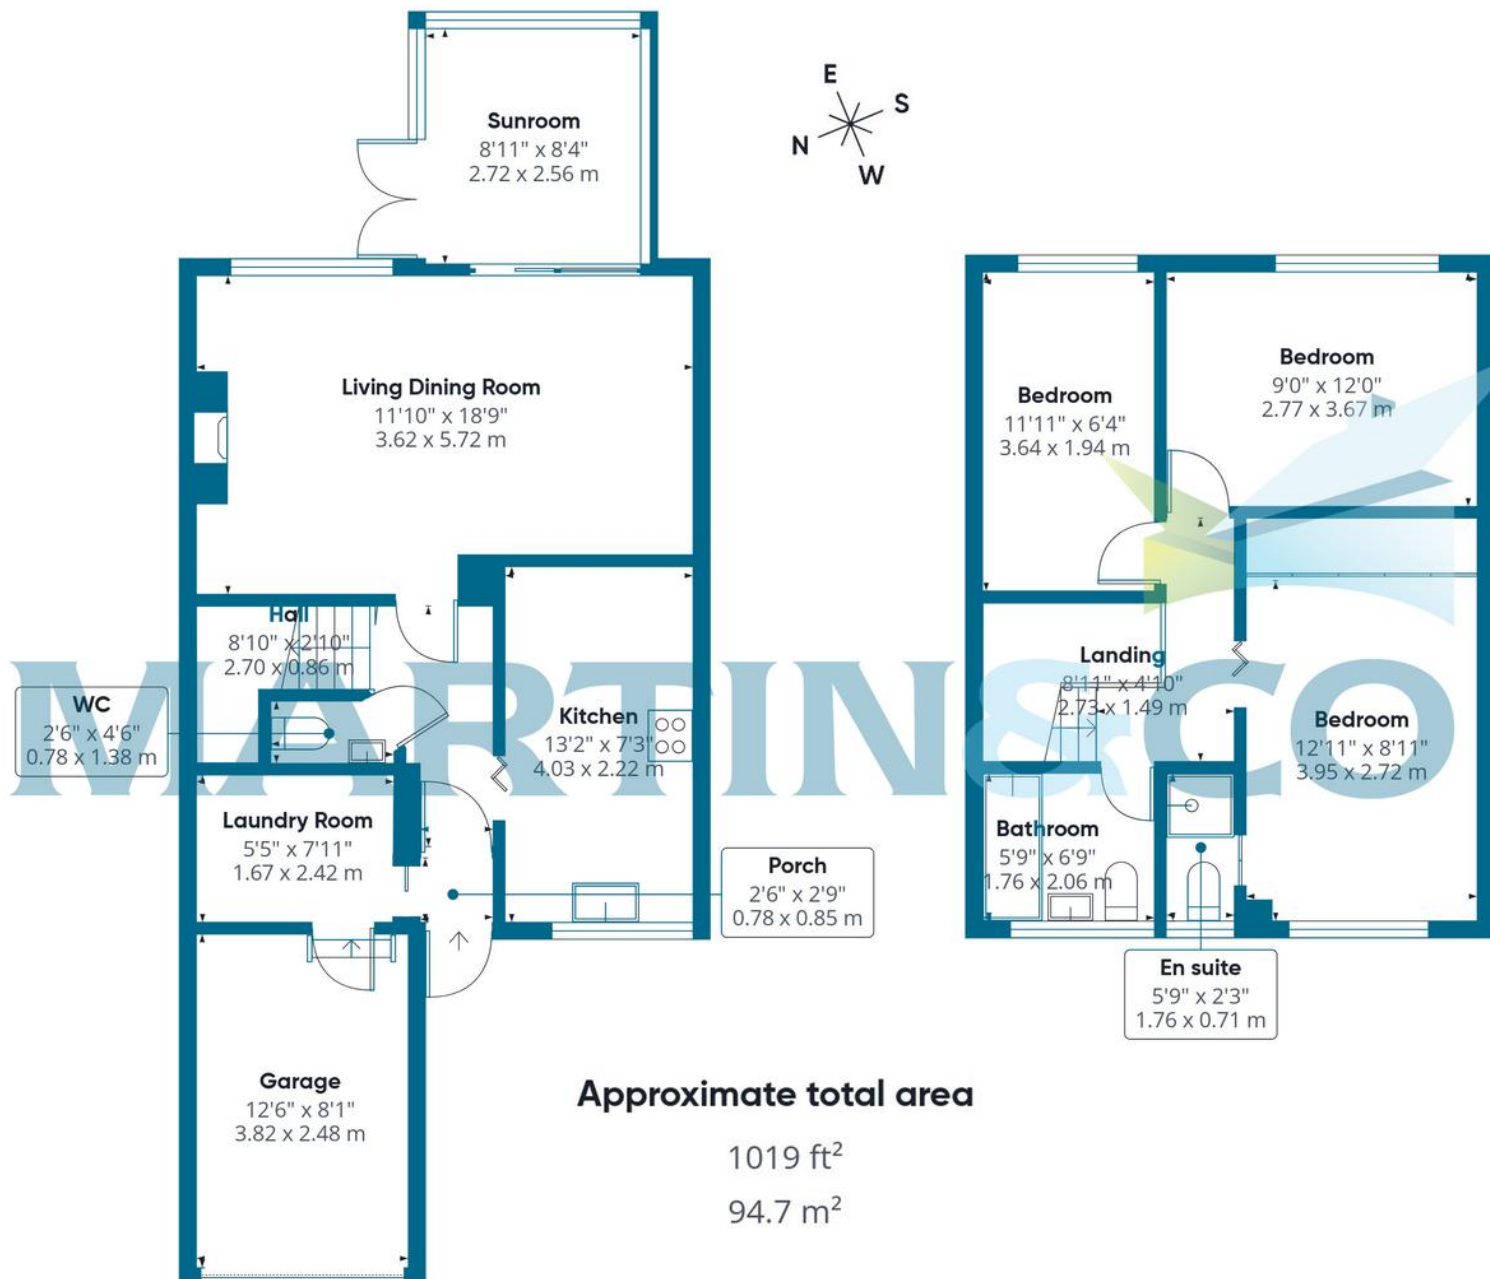 Sunroom
8'11" x 8'4"
2.72 x 2.56 m
E
S
N
W
Living Dining Room
11'10" x 18'9"
3.62 x 5.72 m
Bedroom
11'11" x 6'4"
3.64 x 1.94 m
Bedroom
9'0" x 12'0"
2.77 x 3.67 m
Hall
8'10" x 2'10"
2.70 x 0.86 m
WC
2'6" x 4'6"
0.78 x 1.38 m
Kitchen
13'2" x 7'3"
4.03 x 2.22 m
Landing
8'11" x 4'10"
2.73 x 1.49 m
Bedroom
12'11" x 8'11"
3.95 x 2.72 m
MARTIN&CO
Laundry Room
5'5" x 7'11"
1.67 x 2.42 m
Porch
2'6" x 2'9"
0.78 x 0.85 m
Bathroom
5'9" x 6'9"
1.76 x 2.06 m
En suite
5'9" x 2'3"
1.76 x 0.71 m
Garage
12'6" x 8'1"
3.82 x 2.48 m
Approximate total area
1019 ft²
94.7 m²